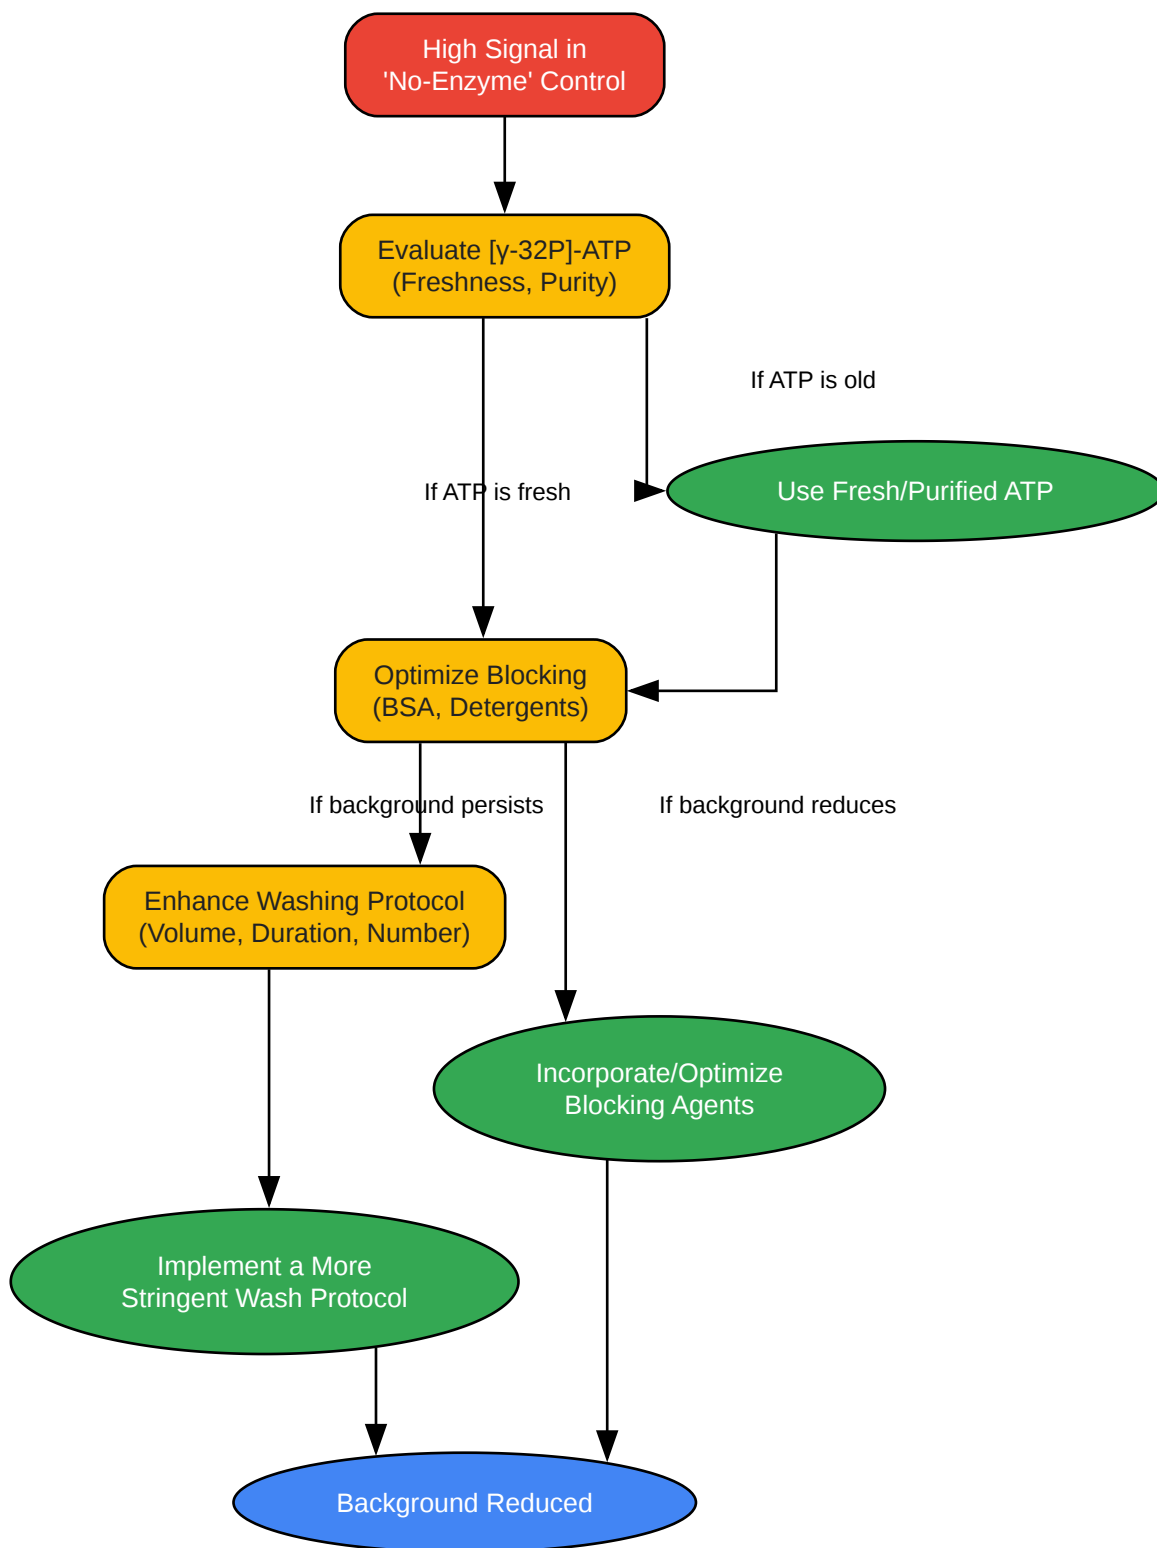 High Signal in
'No-Enzyme' Control
Evaluate [γ-32P]-ATP
(Freshness, Purity)
If ATP is old
If ATP is fresh
Use Fresh/Purified ATP
Optimize Blocking
(BSA, Detergents)
If background persists
If background reduces
Enhance Washing Protocol
(Volume, Duration, Number)
Incorporate/Optimize
Blocking Agents
Implement a More
Stringent Wash Protocol
Background Reduced